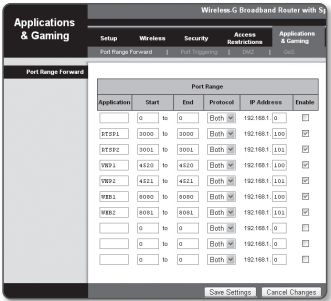 Wireless-G Broadband Router with Sp
Applications & Gaming
Setup Wireless Security Access Restrictions Applications & Gaming
Port Range Forward | Port Triggering | DMZ | QoS
Port Range Forward
Port Range
Application Start End Protocol IP Address Enable
0 to 0 Both 192.168.1. 0
RTSP1 3000 to 3000 Both 192.168.1. 100
RTSP2 3001 to 3001 Both 192.168.1. 101
VNP1 4520 to 4520 Both 192.168.1. 100
VNP2 4521 to 4521 Both 192.168.1. 101
WEB1 8080 to 8080 Both 192.168.1. 100
WEB2 8081 to 8081 Both 192.168.1. 101
0 to 0 Both 192.168.1. 0
0 to 0 Both 192.168.1. 0
0 to 0 Both 192.168.1. 0
Save Settings Cancel Changes